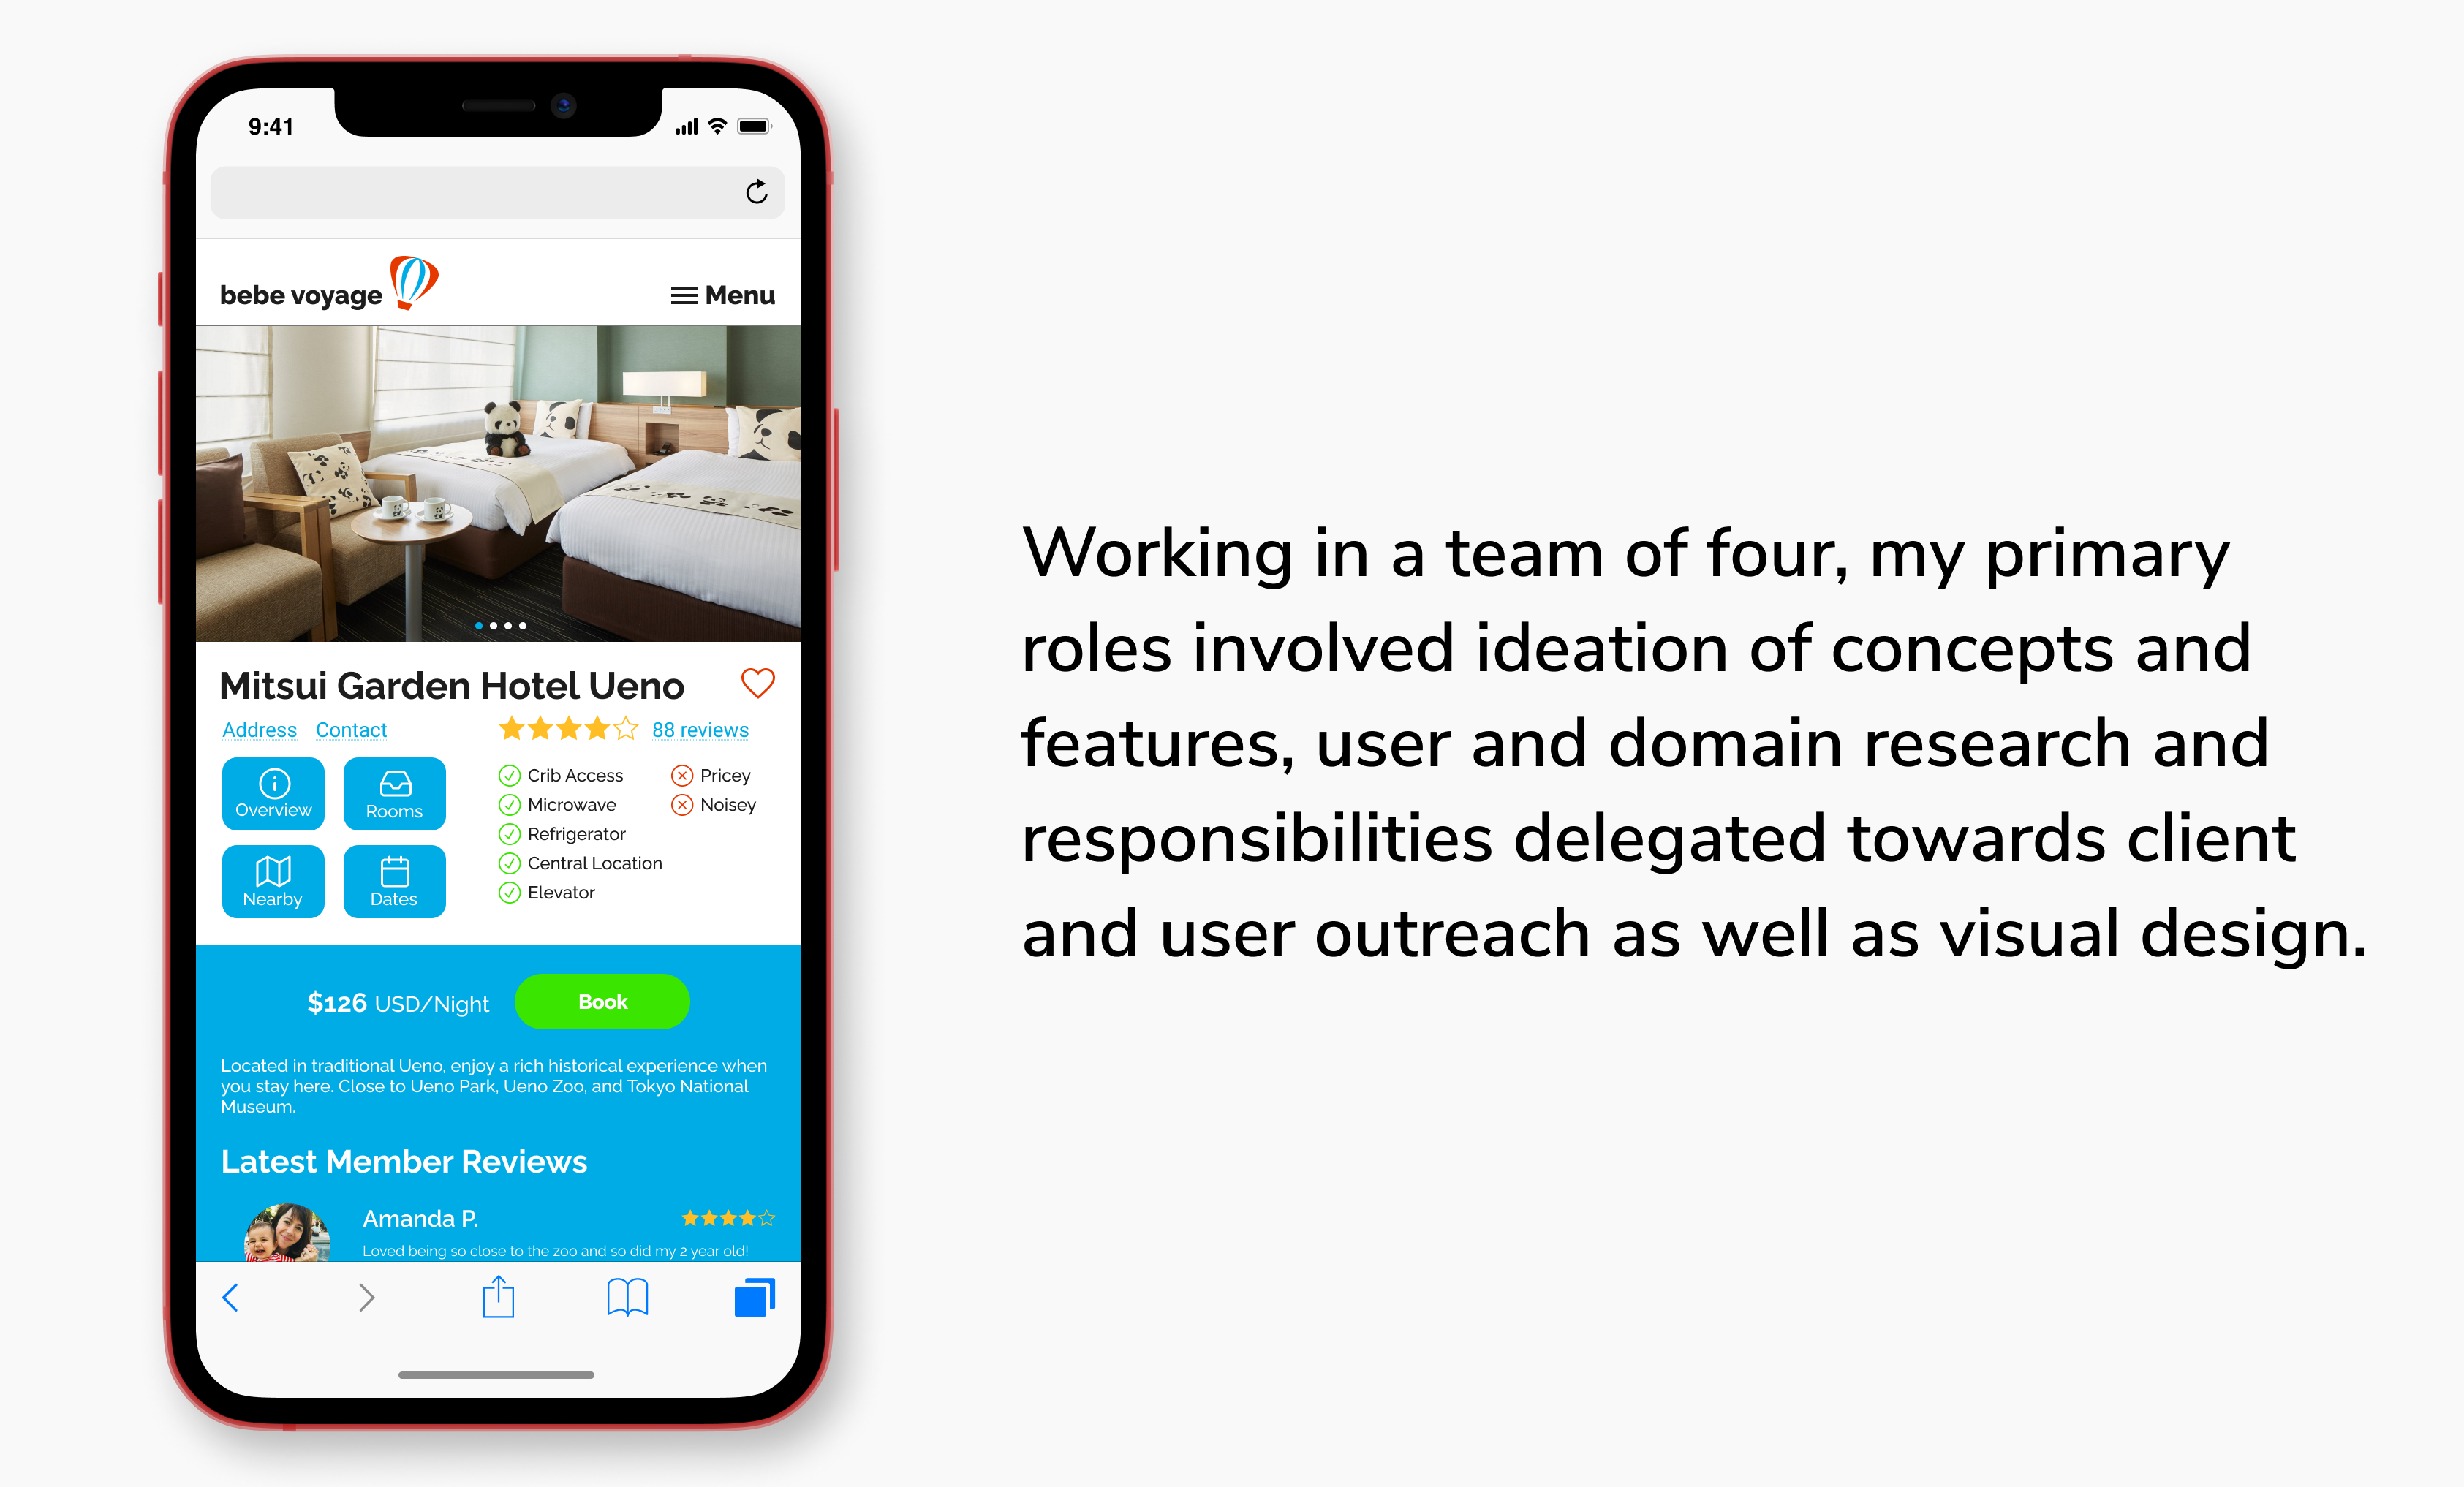 9:41
bebe voyage
Menu
Mitsui Garden Hotel Ueno
Address Contact
88 reviews
Overview
Rooms
Nearby
Dates
Crib Access
Microwave
Refrigerator
Central Location
Elevator
Pricey
Noisey
$126 USD/Night
Book
Located in traditional Ueno, enjoy a rich historical experience when
you stay here. Close to Ueno Park, Ueno Zoo, and Tokyo National
Museum.
Latest Member Reviews
Amanda P.
Loved being so close to the zoo and so did my 2 year old!
Working in a team of four, my primary
roles involved ideation of concepts and
features, user and domain research and
responsibilities delegated towards client
and user outreach as well as visual design.